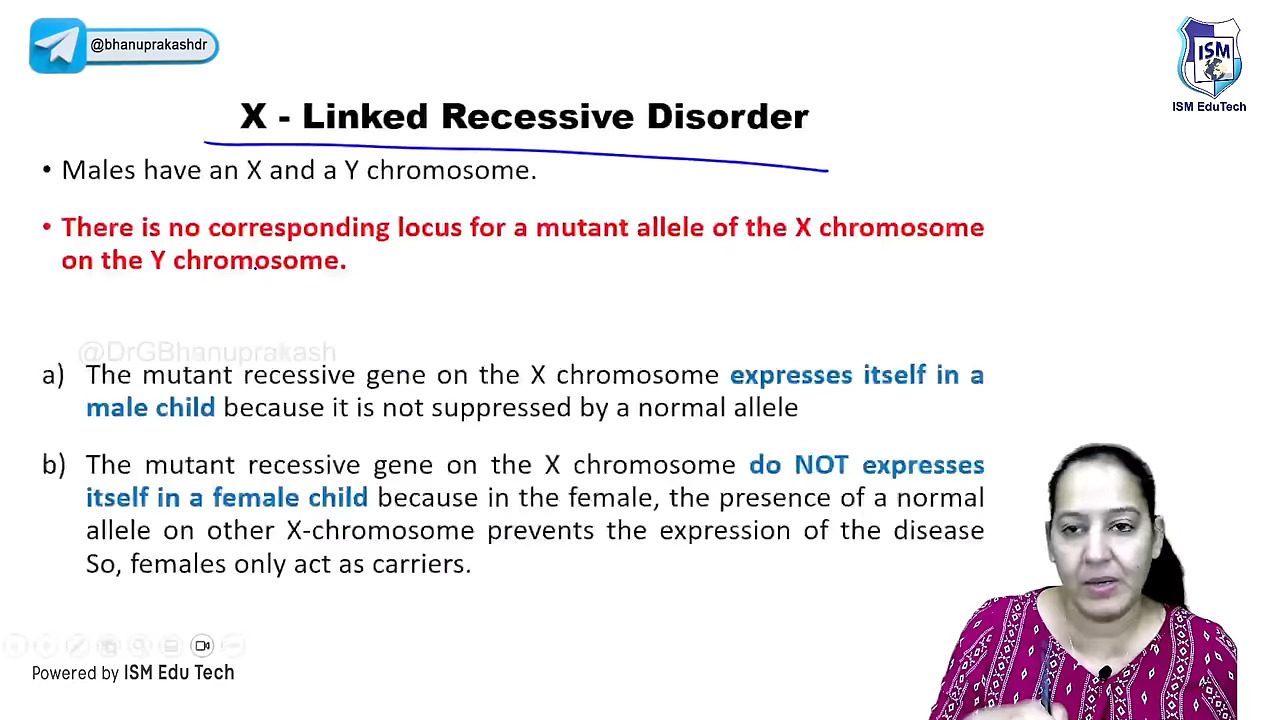 @bhanuprakashdr
ISM
ISM EduTech
X - Linked Recessive Disorder
• Males have an X and a Y chromosome.
• There is no corresponding locus for a mutant allele of the X chromosome
on the Y chromosome.
@DrGBhanuprakash
a) The mutant recessive gene on the X chromosome expresses itself in a
male child because it is not suppressed by a normal allele
b) The mutant recessive gene on the X chromosome do NOT expresses
itself in a female child because in the female, the presence of a normal
allele on other X-chromosome prevents the expression of the disease
So, females only act as carriers.
Powered by ISM Edu Tech